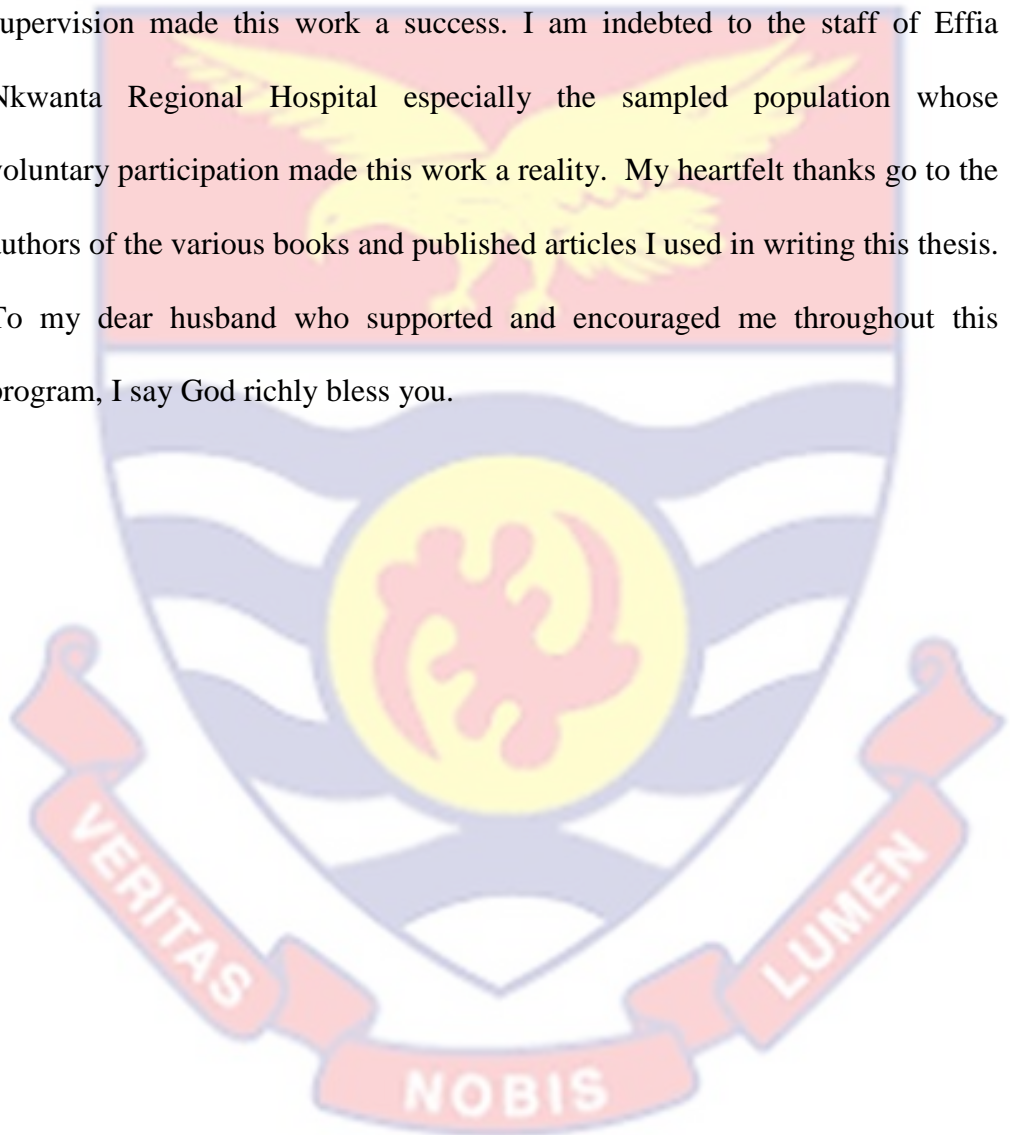 supervision made this work a success. I am indebted to the staff of Effia
Nkwanta Regional Hospital especially the sampled population whose
voluntary participation made this work a reality. My heartfelt thanks go to the
authors of the various books and published articles I used in writing this thesis.
To my dear husband who supported and encouraged me throughout this
program, I say God richly bless you.
VERITAS
NOBIS
LUMEN